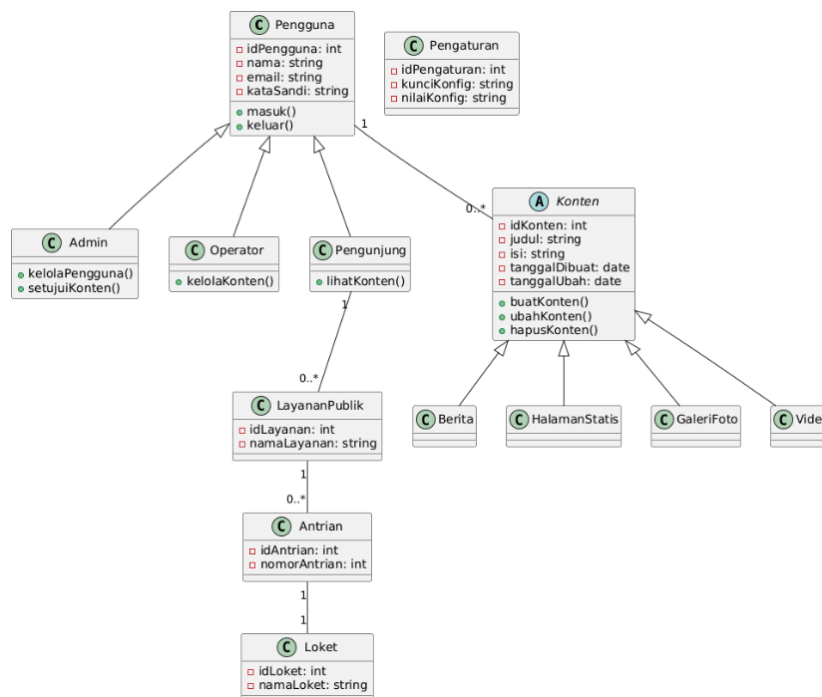 C Pengguna
idPengguna: int
nama: string
email: string
kataSandi: string
masuk()
keluar()
C Pengaturan
idPengaturan: int
kunciKonfig: string
nilaiKonfig: string
1
0..*
A Konten
idKonten: int
judul: string
isi: string
tanggalDibuat: date
tanggalUbah: date
buatKonten()
ubahKonten()
hapusKonten()
C Admin
kelolaPengguna()
setujuiKonten()
C Operator
kelolaKonten()
C Pengunjung
lihatKonten()
1
0..*
C LayananPublik
idLayanan: int
namaLayanan: string
C Berita
C HalamanStatis
C GaleriFoto
C Vide
1
0..*
C Antrian
idAntrian: int
nomorAntrian: int
1
1
C Loket
idLoket: int
namaLoket: string